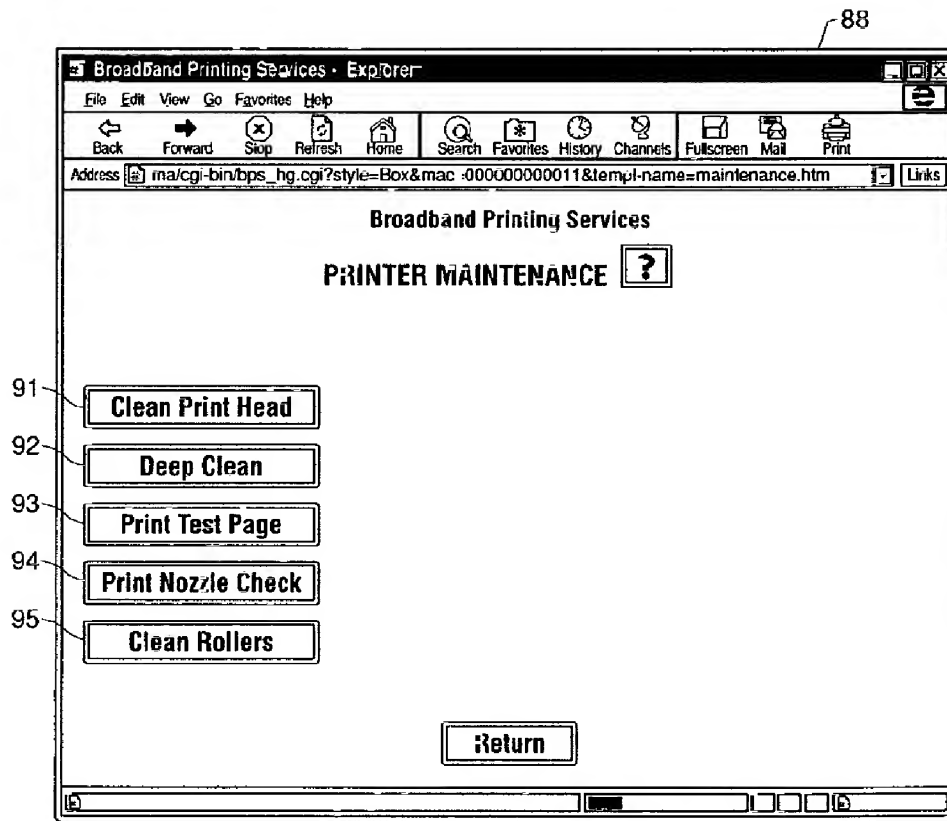 88
Broadband Printing Services - Explorer
File Edit View Go Favorites Help
Back Forward Stop Refresh Home Search Favorites History Channels Fullscreen Mail Print
Address ma/cgi-bin/bps_hg.cgi?style=Box&mac :000000000011&templ-name=maintenance.htm Links
Broadband Printing Services
PRINTER MAINTENANCE ?
91 Clean Print Head
92 Deep Clean
93 Print Test Page
94 Print Nozzle Check
95 Clean Rollers
Return